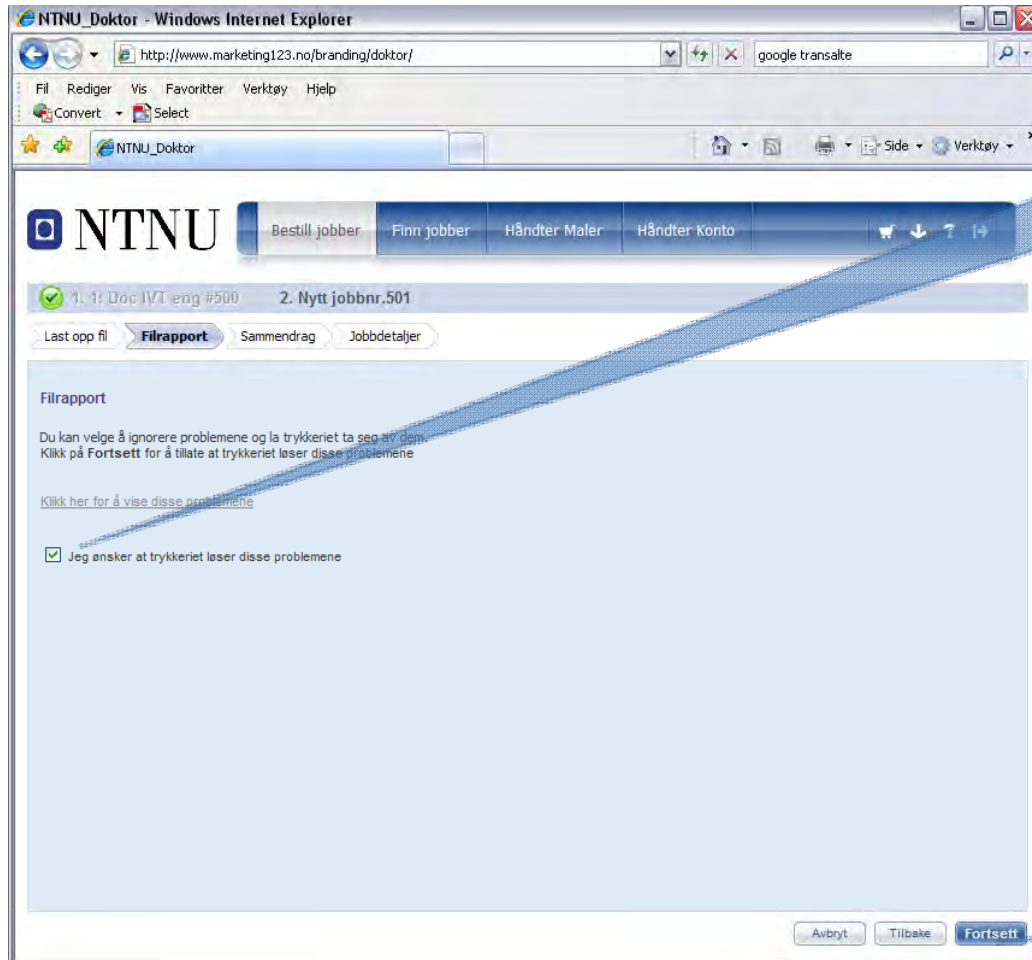 NTNU_Doktor - Windows Internet Explorer
http://www.marketing123.no/branding/doktor/
google transalte
Fil Rediger Vis Favoritter Verktøy Hjelp
Convert Select
NTNU_Doktor
Side Verktøy
NTNU
Bestill jobber Finn jobber Håndter Maler Håndter Konto
1. 1: Doc IVT eng #500 2. Nytt jobbnr.501
Last opp fil Filrapport Sammendrag Jobbdetaljer
Filrapport
Du kan velge å ignorere problemene og la trykkeriet ta seg av dem.
Klikk på Fortsett for å tillate at trykkeriet løser disse problemene
Klikk her for å vise disse problemene
Jeg ønsker at trykkeriet løser disse problemene
Avbryt Tilbake Fortsett